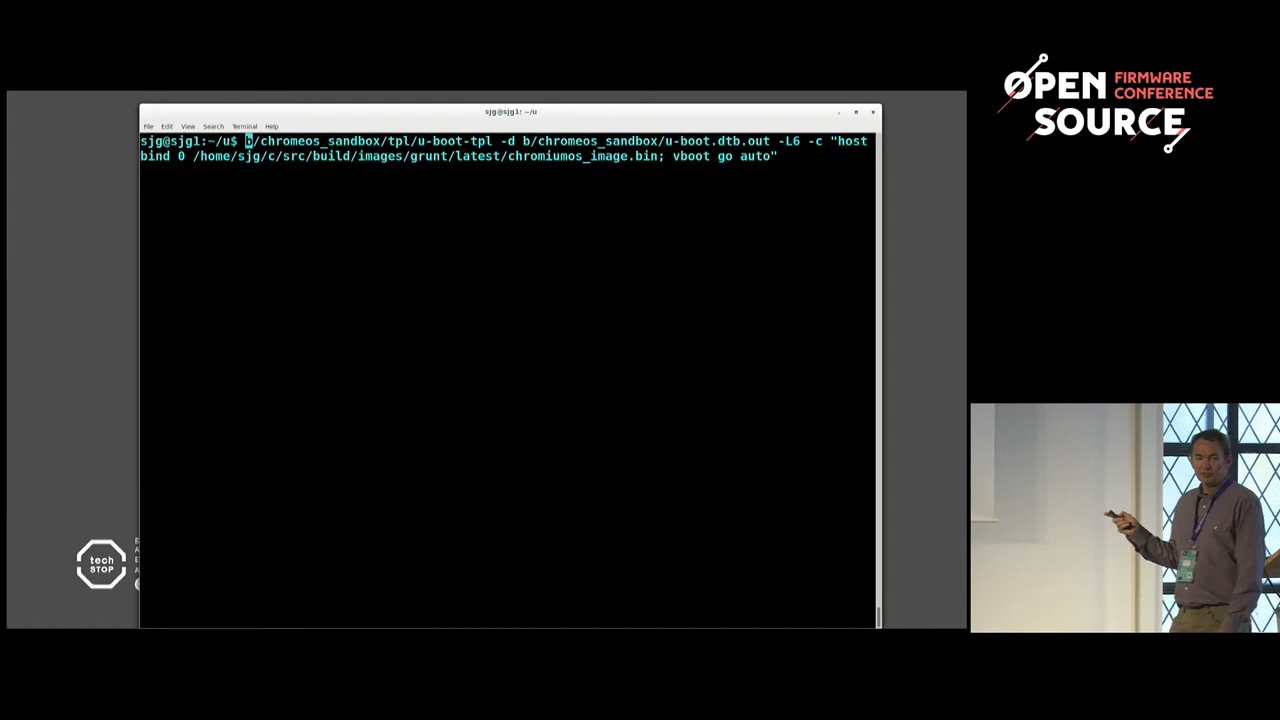 OPEN FIRMWARE
CONFERENCE
SOURCE
sjg@sjg1: ~/u
File Edit View Search Terminal Help
sjg@sjg1:~/u$ b/chromeos_sandbox/tpl/u-boot-tpl -d b/chromeos_sandbox/u-boot.dtb.out -L6 -c "host
bind 0 /home/sjg/c/src/build/images/grunt/latest/chromiumos_image.bin; vboot go auto"
tech
STOP